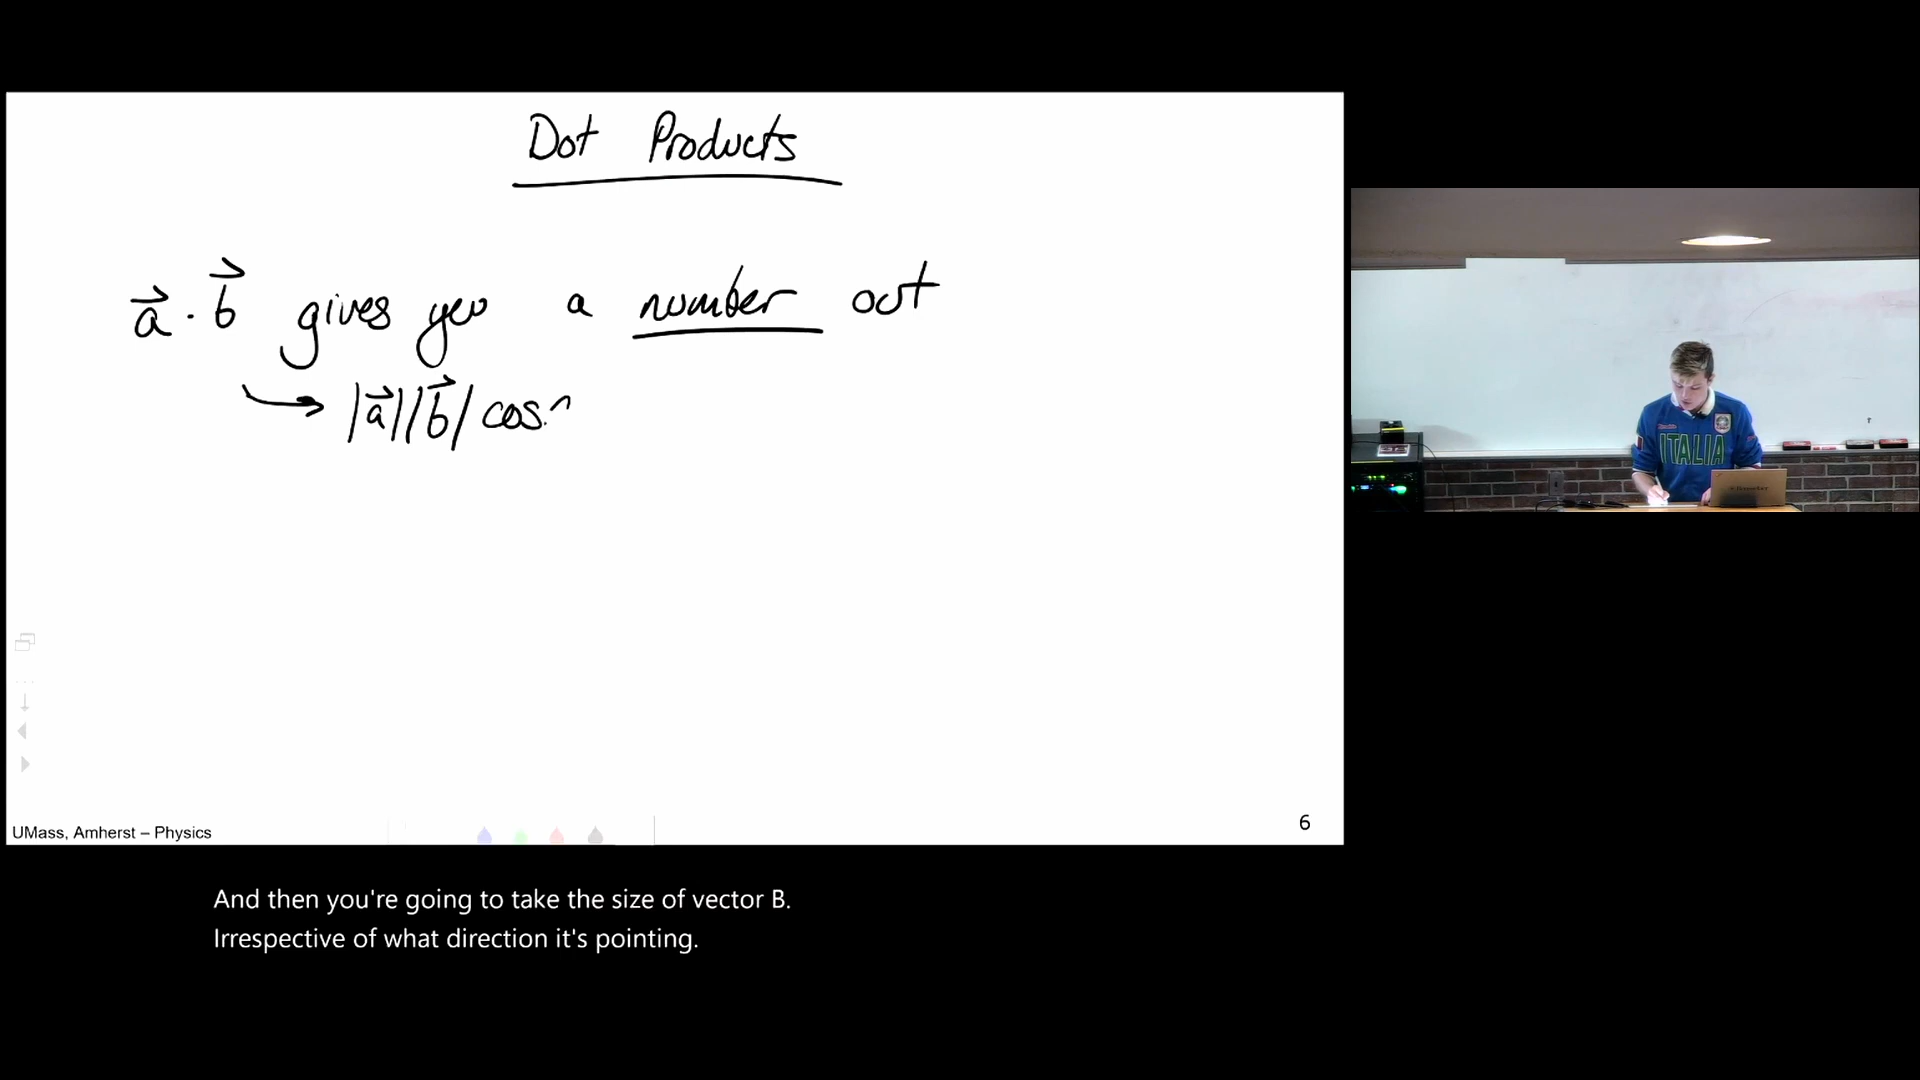 Dot Products
a⃗ · b⃗ gives you a number out
→ |a⃗||b⃗| cos
UMass, Amherst – Physics
6
ITALIA
And then you're going to take the size of vector B.
Irrespective of what direction it's pointing.